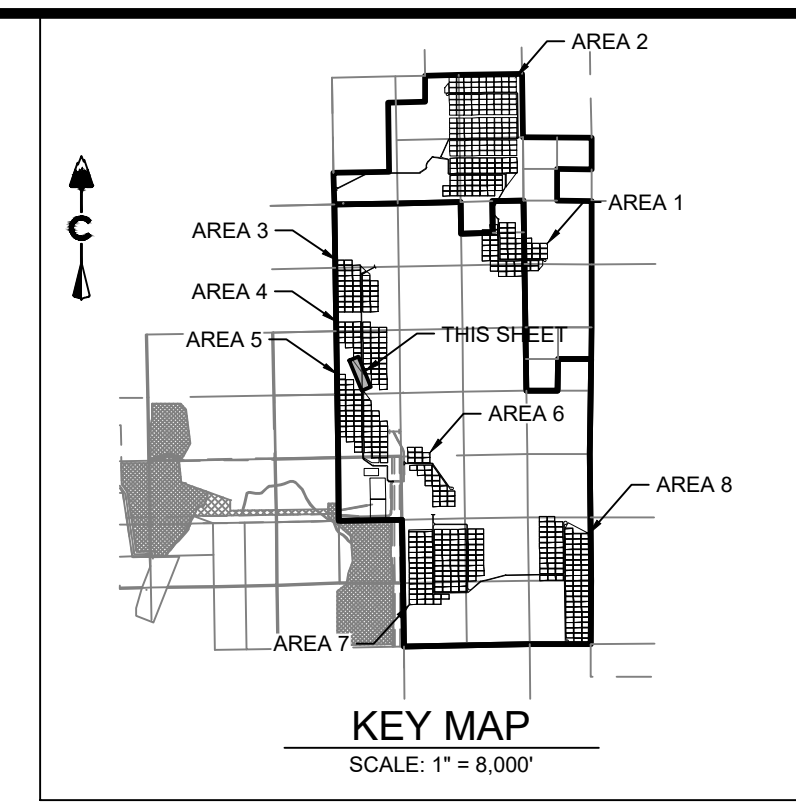 AREA 2
AREA 1
AREA 3
AREA 4
AREA 5
THIS SHEET
AREA 6
AREA 8
AREA 7
C
KEY MAP
SCALE: 1" = 8,000'